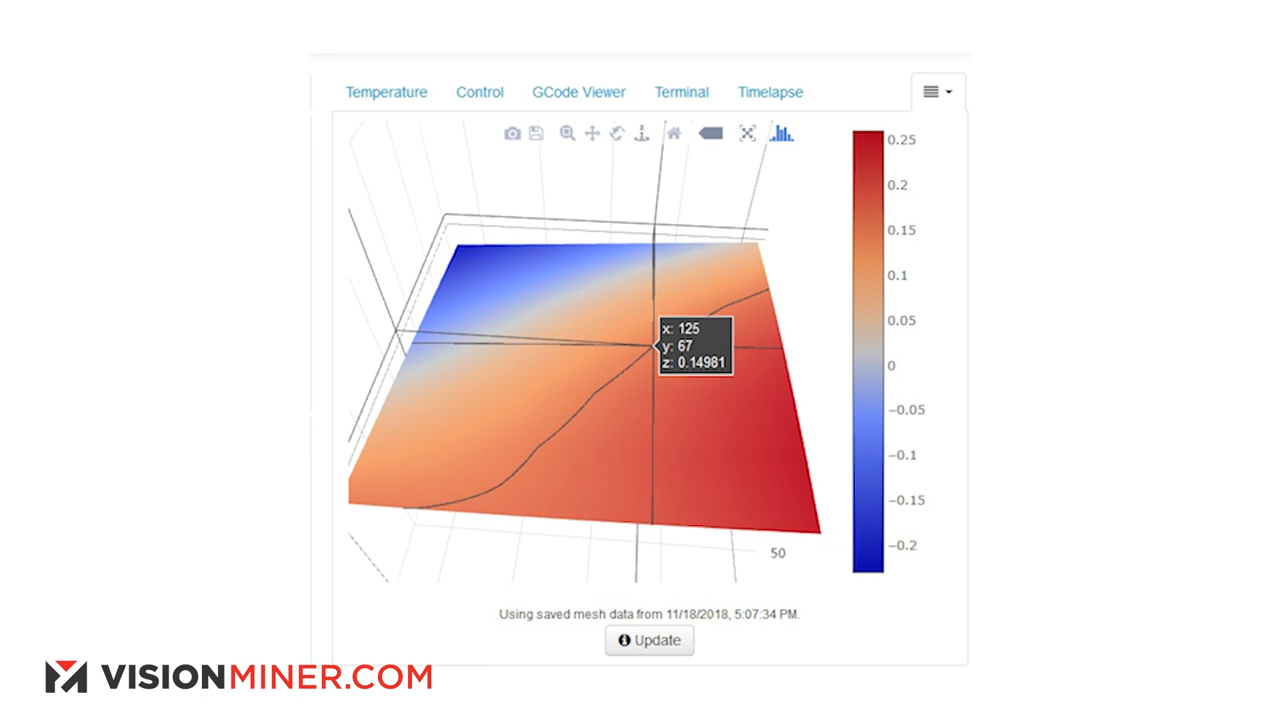 Temperature Control GCode Viewer Terminal Timelapse
0.25
0.2
0.15
0.1
0.05
0
−0.05
−0.1
−0.15
−0.2
x: 125
y: 67
z: 0.14981
50
Using saved mesh data from 11/18/2018, 5:07:34 PM.
Update
VISIONMINER.COM